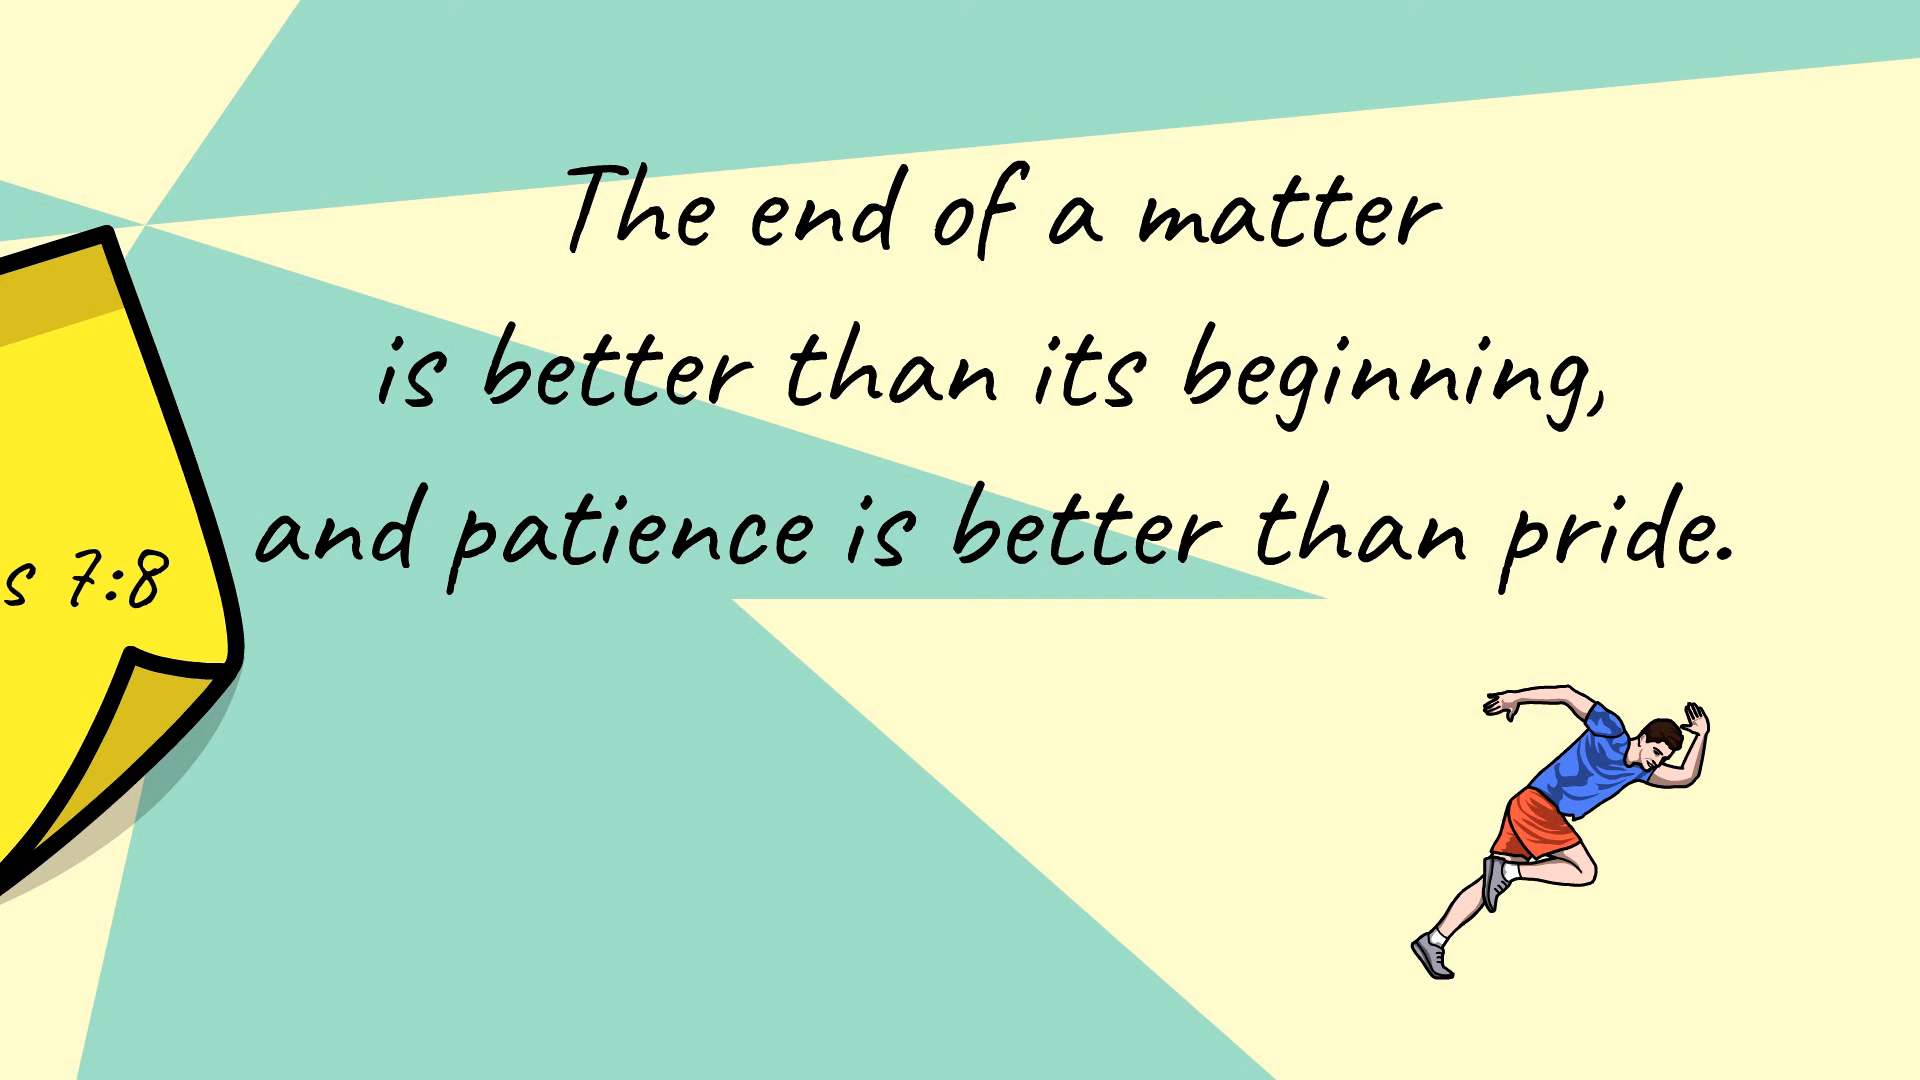 The end of a matter
is better than its beginning,
and patience is better than pride.
s 7:8